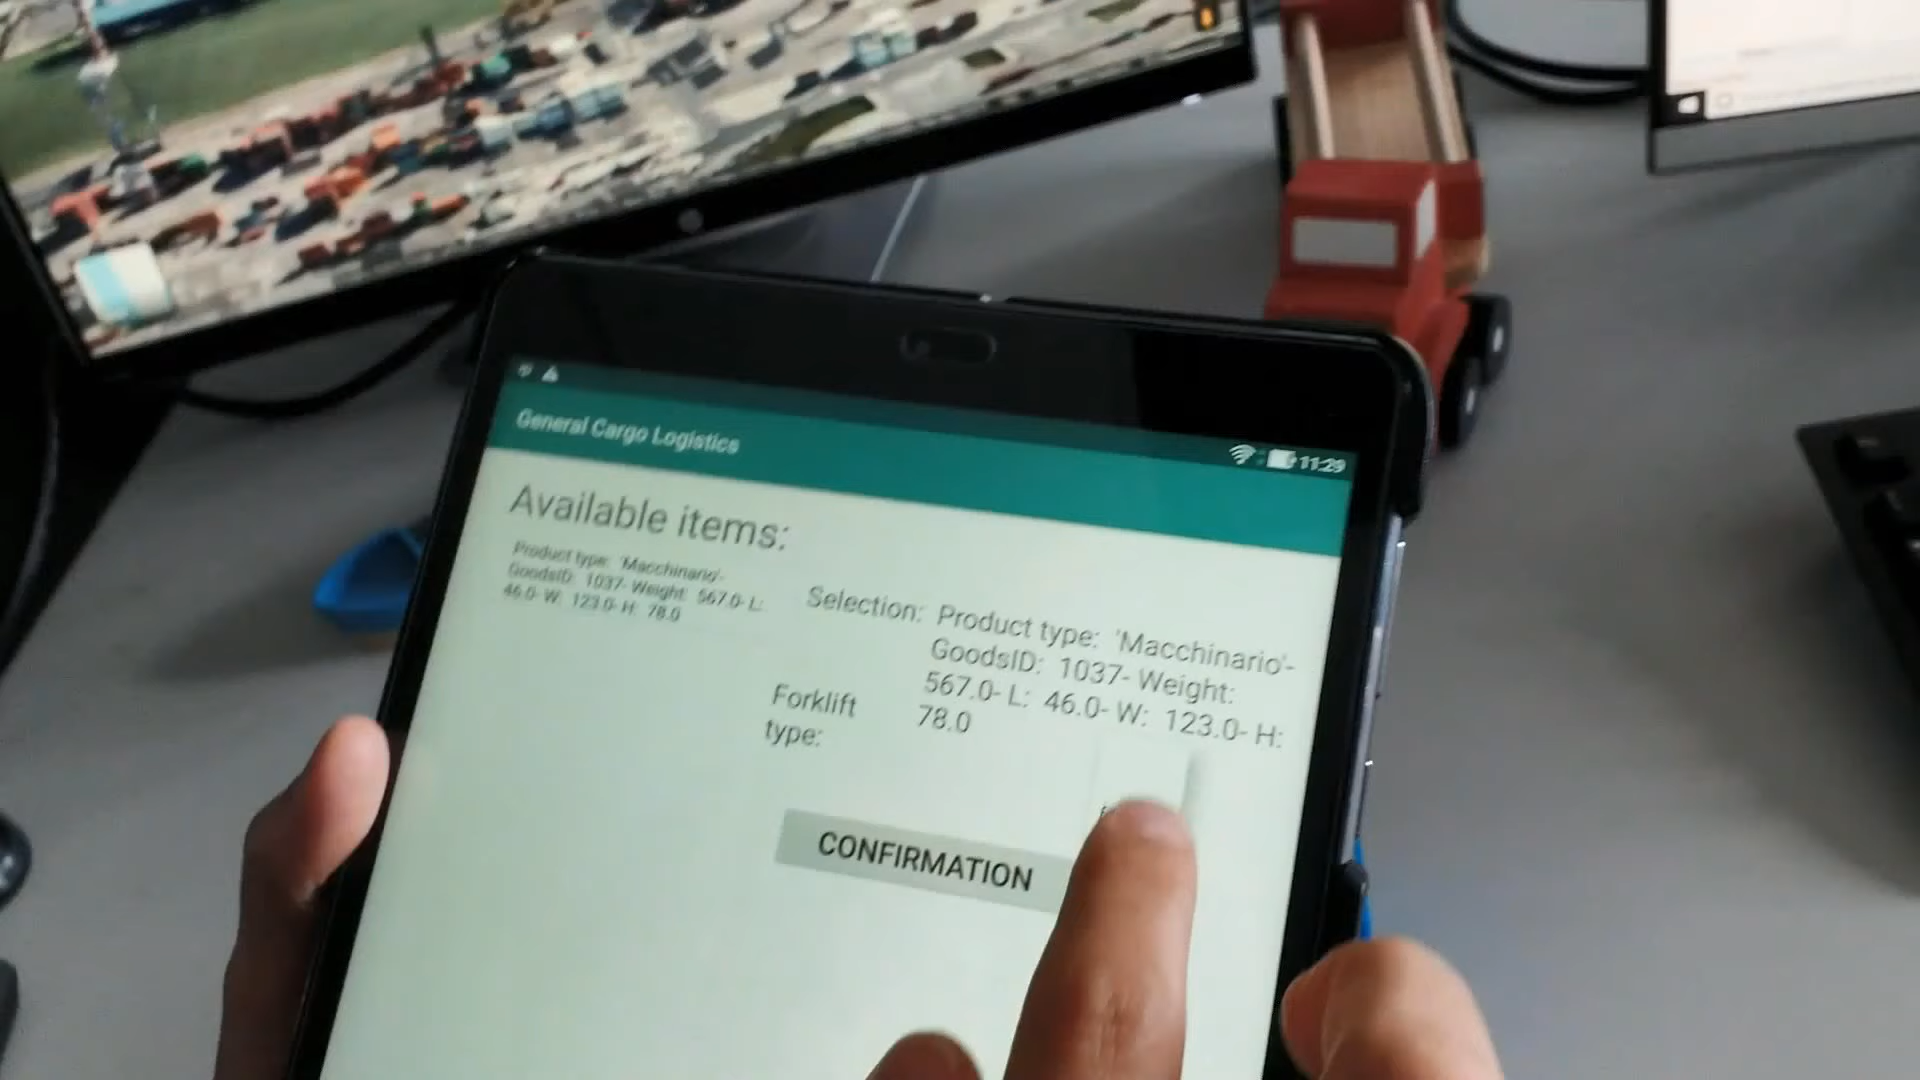 General Cargo Logistics
11:29
Available items:
Product type: 'Macchinario'-
GoodsID: 1037- Weight: 567.0- L:
46.0- W: 123.0- H: 78.0
Selection:
Product type: 'Macchinario'-
GoodsID: 1037- Weight:
567.0- L: 46.0- W: 123.0- H:
78.0
Forklift
type:
CONFIRMATION